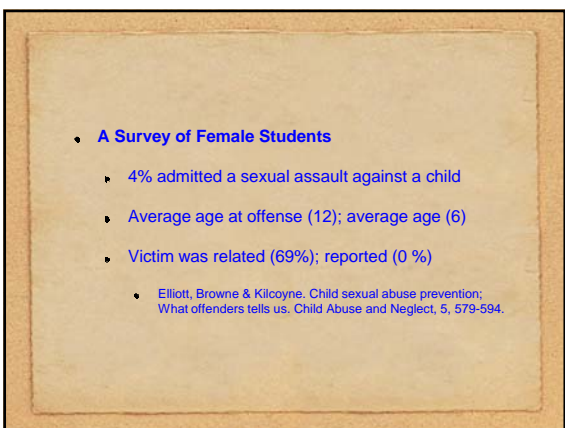 A Survey of Female Students
4% admitted a sexual assault against a child
Average age at offense (12); average age (6)
Victim was related (69%); reported (0 %)
Elliott, Browne & Kilcoyne. Child sexual abuse prevention;
What offenders tells us. Child Abuse and Neglect, 5, 579-594.